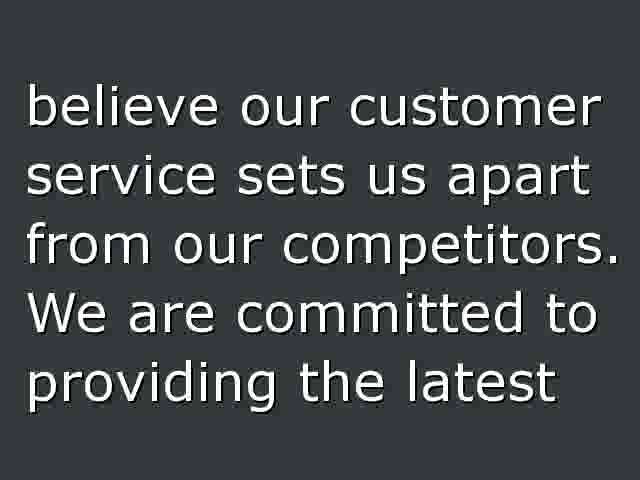 believe our customer
service sets us apart
from our competitors.
We are committed to
providing the latest